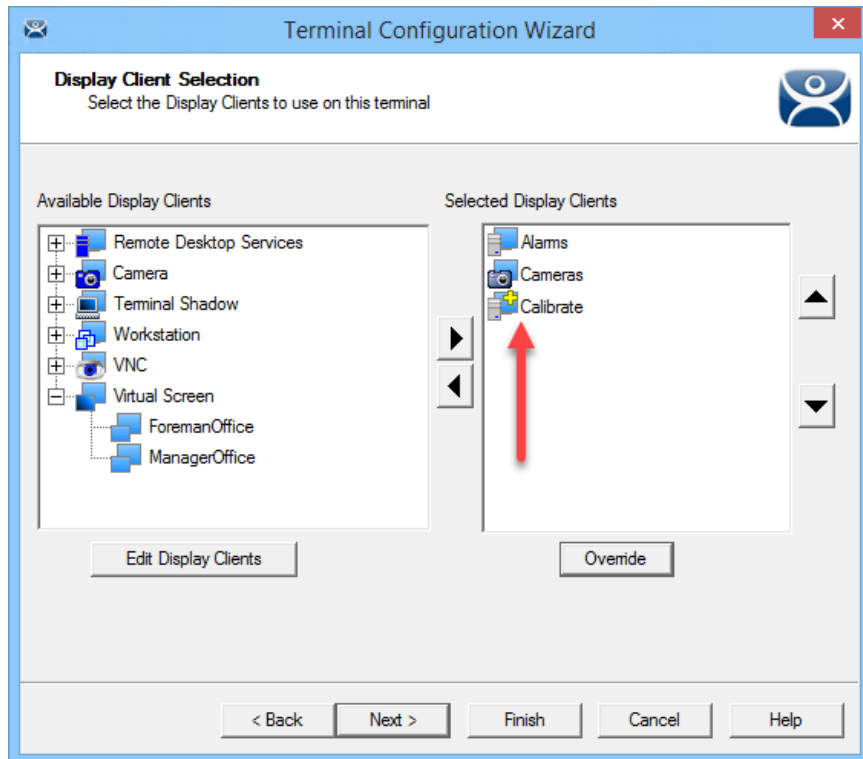 Terminal Configuration Wizard
Display Client Selection
Select the Display Clients to use on this terminal
Available Display Clients
Remote Desktop Services
Camera
Terminal Shadow
Workstation
VNC
Virtual Screen
ForemanOffice
ManagerOffice
Edit Display Clients
Selected Display Clients
Alarms
Cameras
Calibrate
Override
< Back
Next >
Finish
Cancel
Help